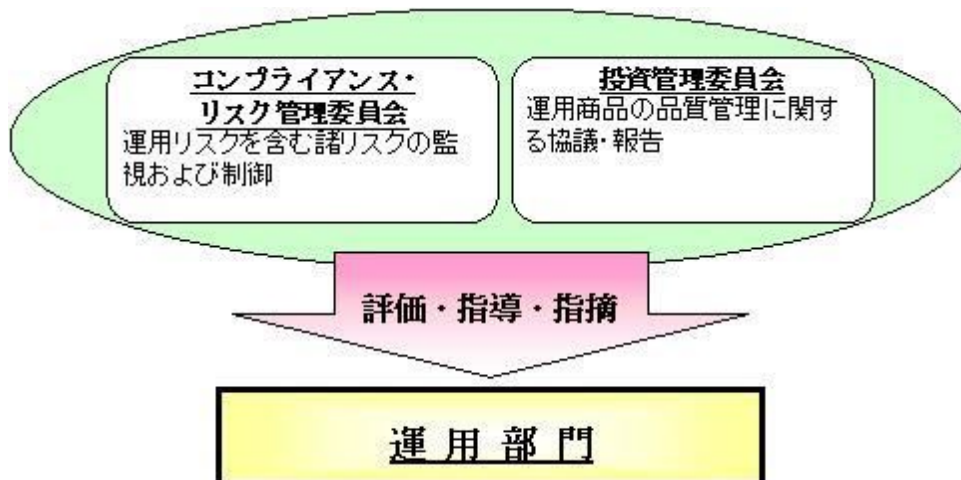 コンプライアンス・
リスク管理委員会
運用リスクを含む諸リスクの監
視および制御
投資管理委員会
運用商品の品質管理に関す
る協議・報告
評価・指導・指摘
運用部門